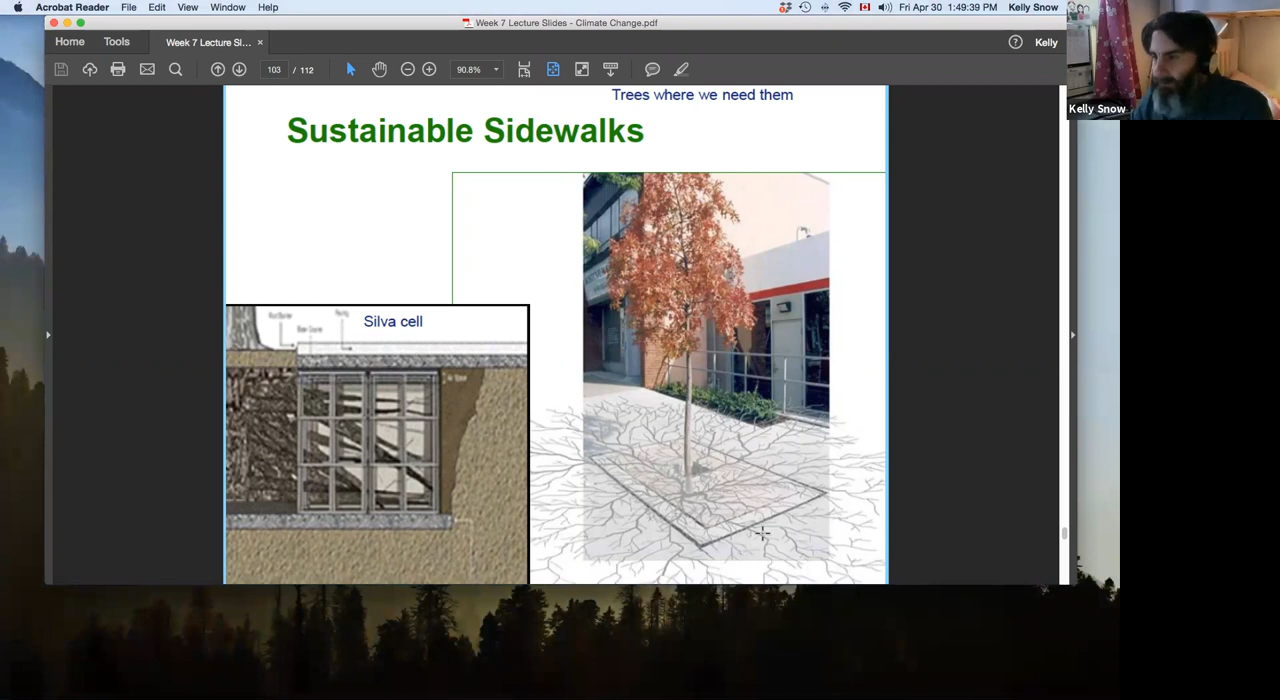 Acrobat Reader File Edit View Window Help Fri Apr 30 1:49:39 PM Kelly Snow
Week 7 Lecture Slides - Climate Change.pdf
Home Tools Week 7 Lecture Sl... × Kelly
103 / 112 90.8%
Kelly Snow
Trees where we need them
Sustainable Sidewalks
Silva cell